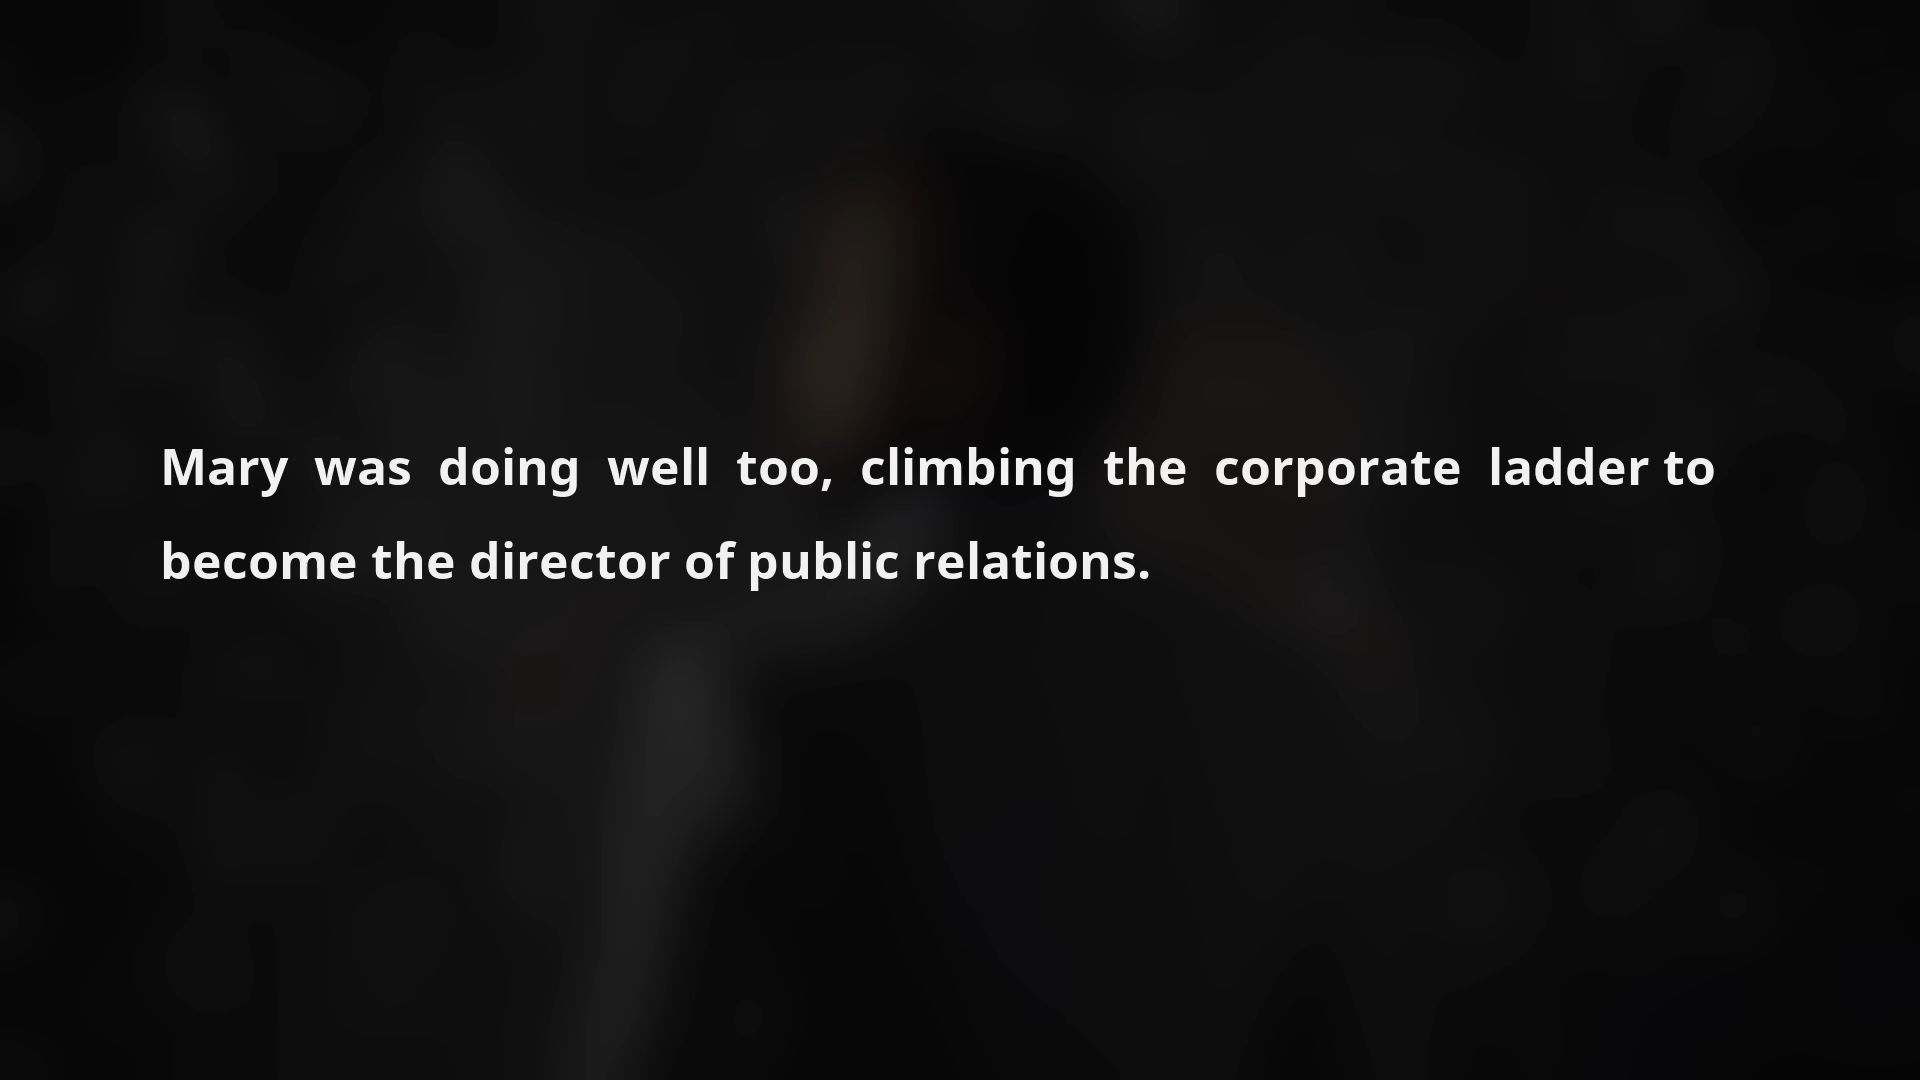 Mary was doing well too, climbing the corporate ladder to
become the director of public relations.